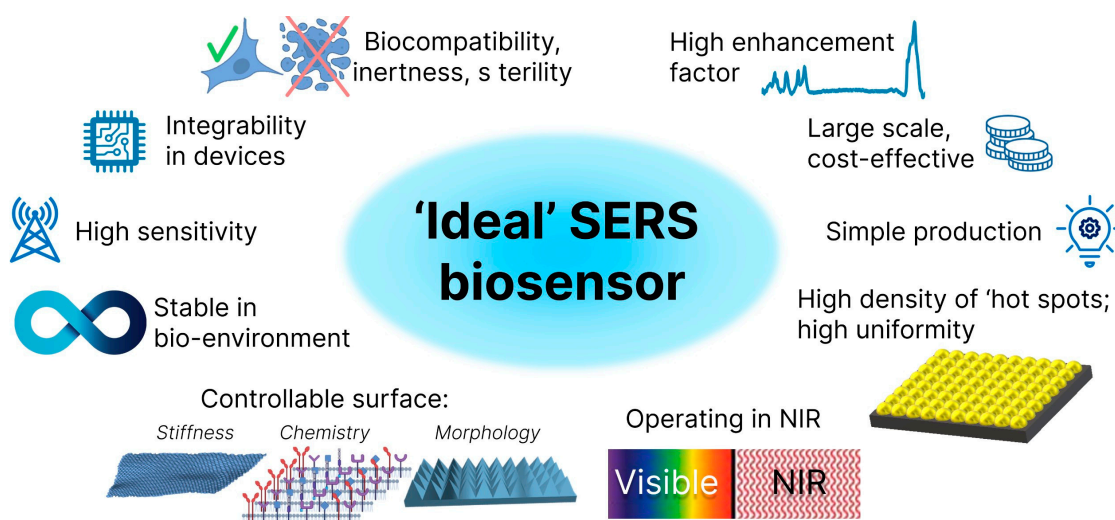 Biocompatibility,
inertness, s terility
High enhancement
factor
Integrability
in devices
Large scale,
cost-effective
‘Ideal’ SERS
biosensor
High sensitivity
Simple production
Stable in
bio-environment
High density of ‘hot spots;
high uniformity
Controllable surface:
Stiffness
Chemistry
Morphology
Operating in NIR
Visible
NIR